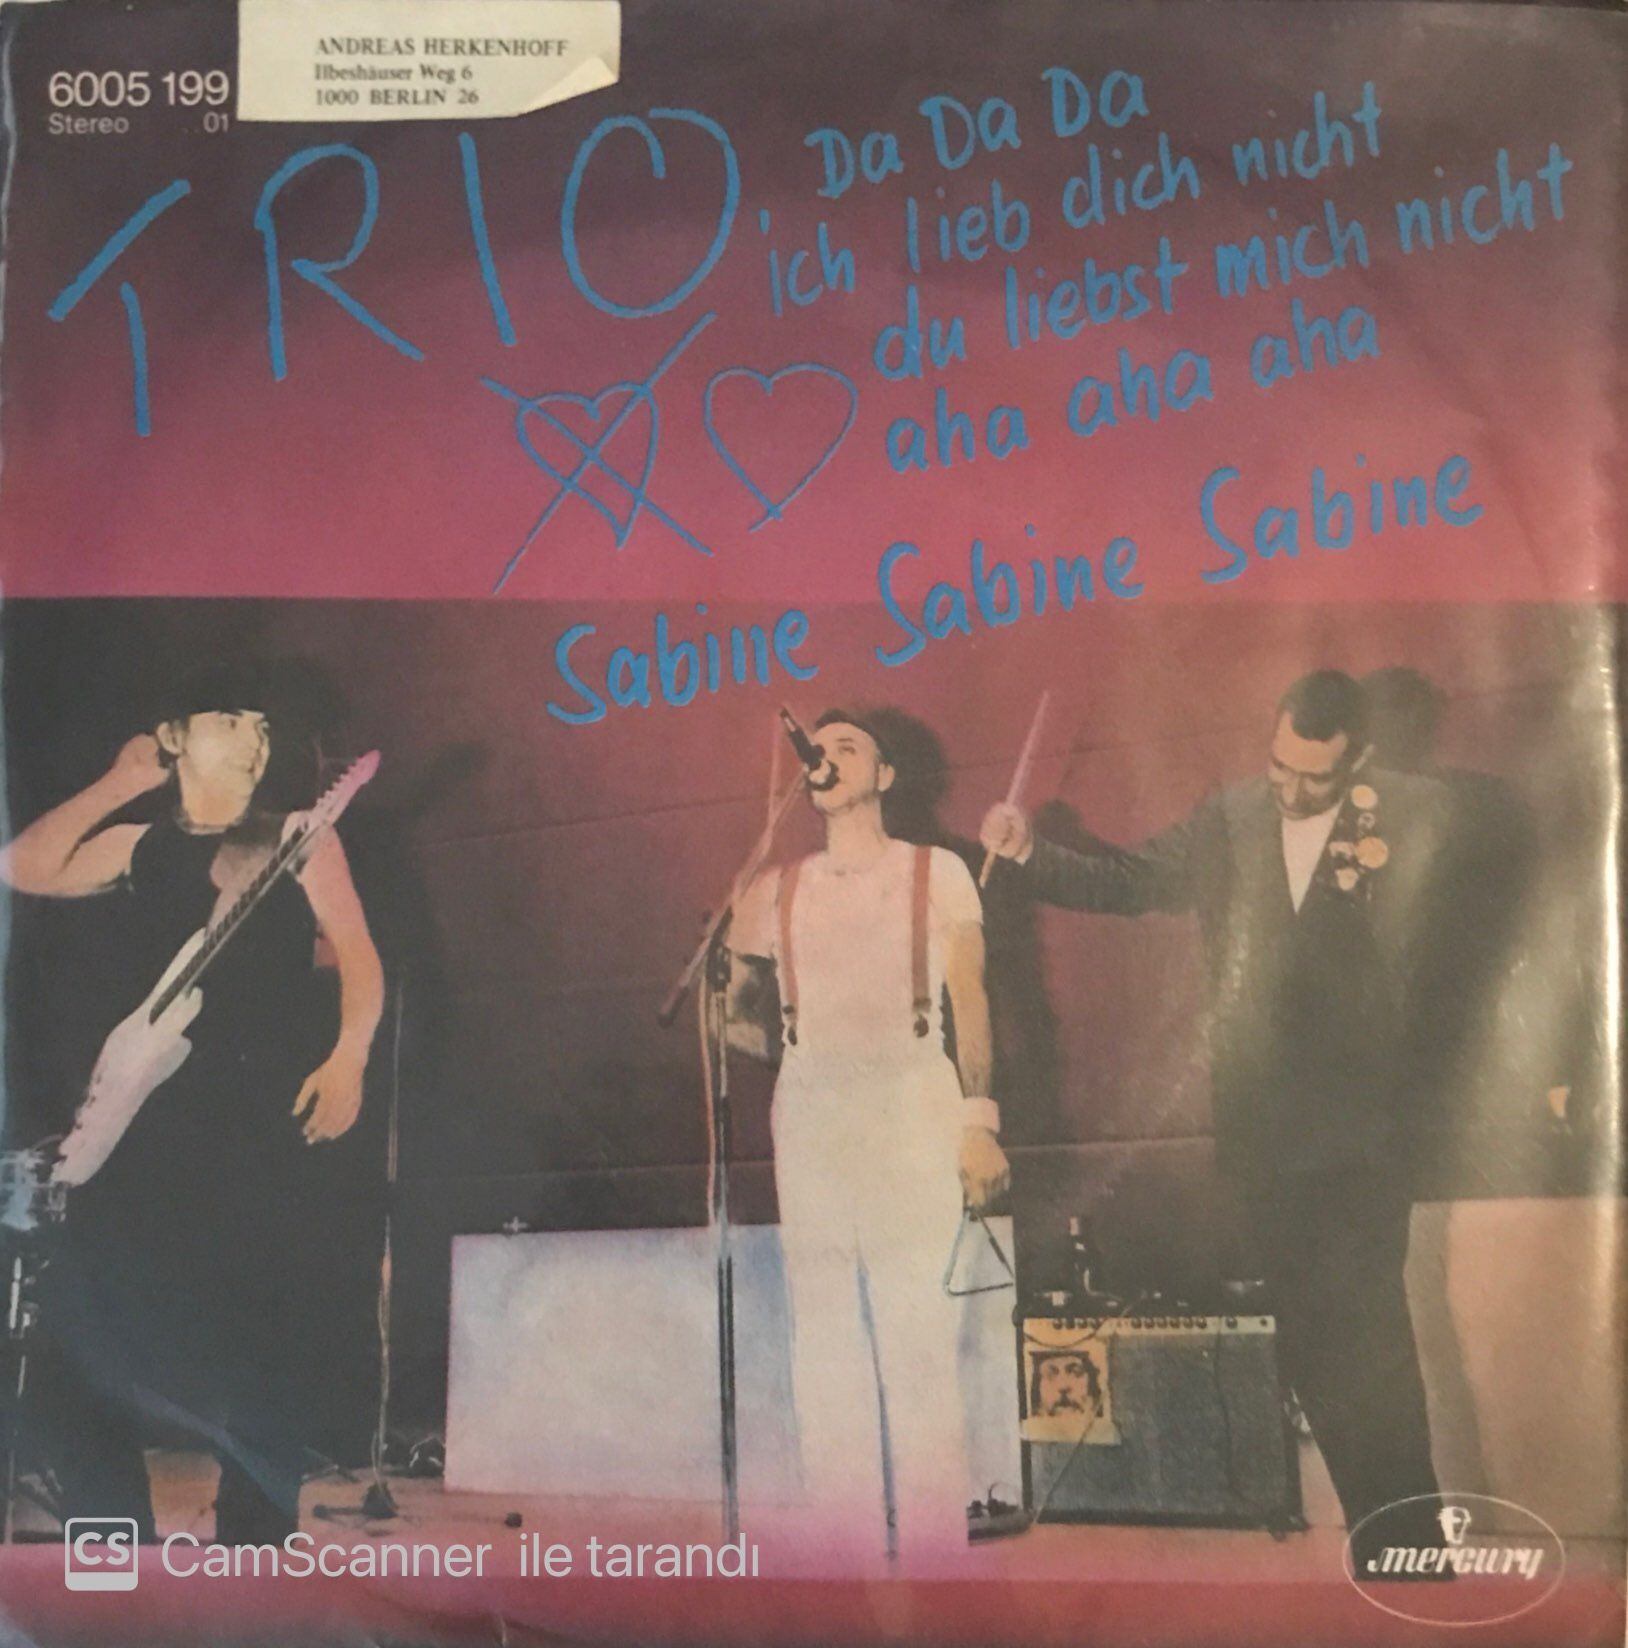 ANDREAS HERKENHOFF
Ilbeshäuser Weg 6
1000 BERLIN 26
6005 199
Stereo ..01
TRIO,
Da Da Da
ich lieb dich nicht
du liebst mich nicht
aha aha aha
Sabine Sabine Sabine
mercury
CS CamScanner ile tarandı